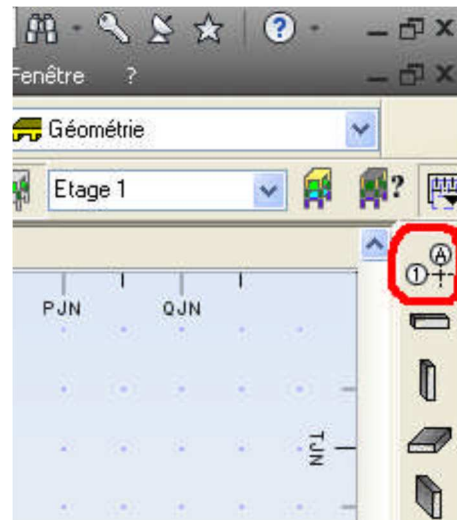 ?
Fenêtre ?
Géométrie
Etage 1 ?
A
1
PJN QJN
TJN